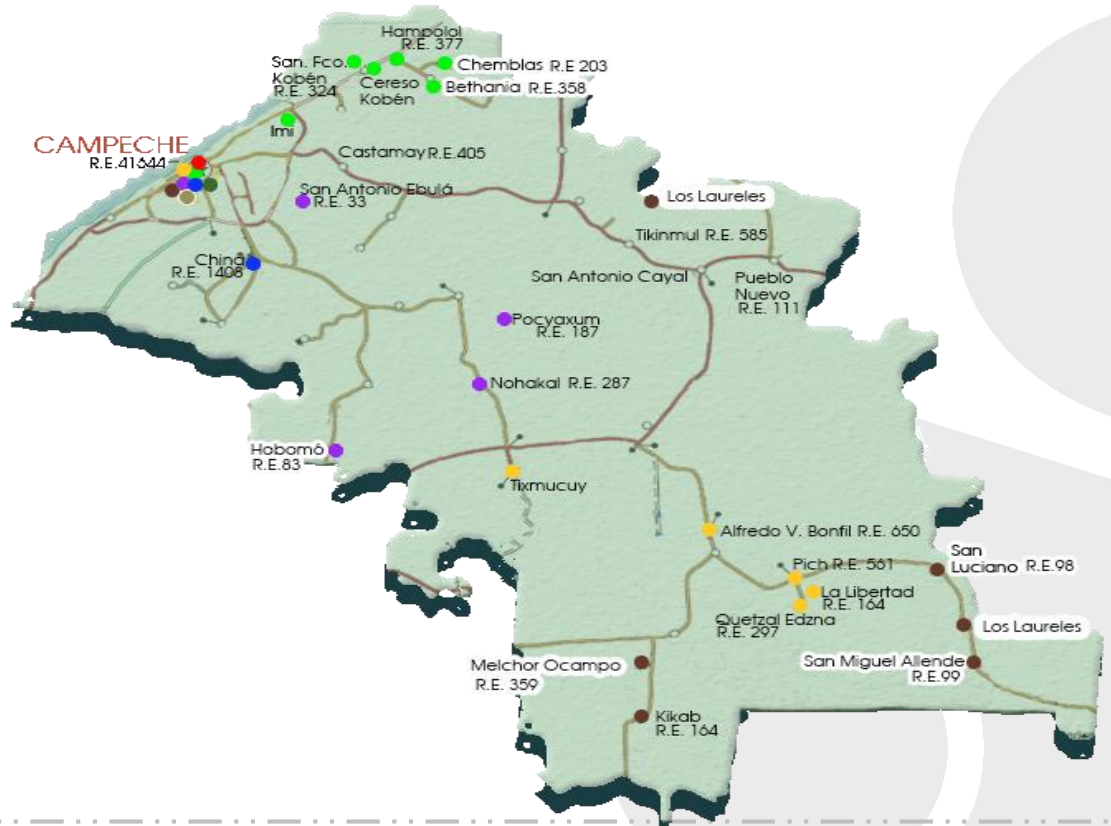 Hampolol
R.E. 377
San. Fco.
Kobén
R.E. 324
Cereso
Kobén
Chemblas R.E 203
Bethania R.E.358
Imi
CAMPECHE
R.E.41644
Castamay R.E.405
San Antonio Ebulá
R.E. 33
Los Laureles
Tikinmul R.E. 585
Chiná
R.E. 1408
San Antonio Cayal
Pueblo
Nuevo
R.E. 111
Pocyaxum
R.E. 187
Nohakal R.E. 287
Hobomó
R.E.83
Tixmucuy
Alfredo V. Bonfil R.E. 650
San
Luciano R.E.98
Pich R.E. 561
La Libertad
R.E. 164
Quetzal Edzna
R.E. 297
Los Laureles
Melchor Ocampo
R.E. 359
San Miguel Allende
R.E.99
Kikab
R.E. 164